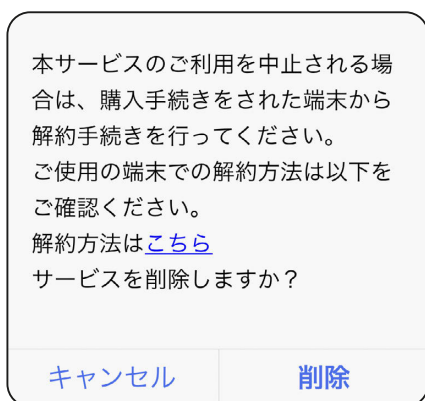 本サービスのご利用を中止される場
合は、購入手続きをされた端末から
解約手続きを行ってください。
ご使用の端末での解約方法は以下を
ご確認ください。
解約方法はこちら
サービスを削除しますか？
キャンセル
削除